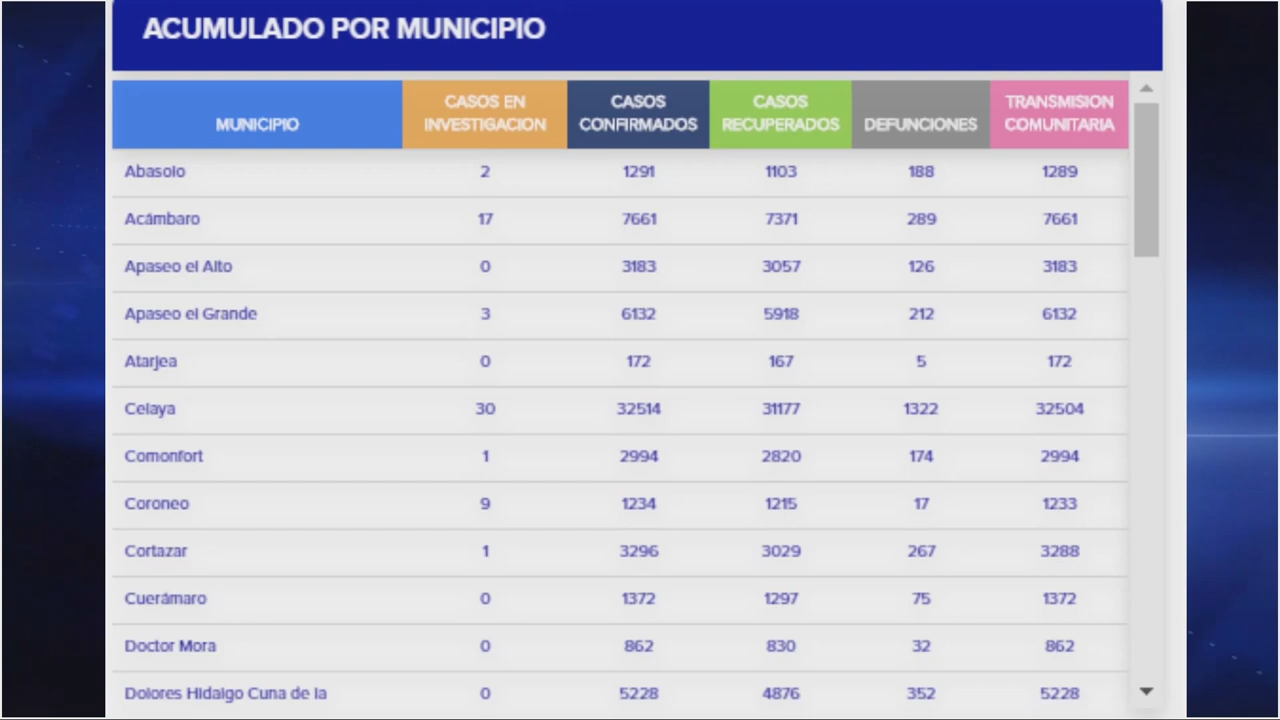 ACUMULADO POR MUNICIPIO
MUNICIPIO CASOS EN INVESTIGACION CASOS CONFIRMADOS CASOS RECUPERADOS DEFUNCIONES TRANSMISION COMUNITARIA
Abasolo 2 1291 1103 188 1289
Acámbaro 17 7661 7371 289 7661
Apaseo el Alto 0 3183 3057 126 3183
Apaseo el Grande 3 6132 5918 212 6132
Atarjea 0 172 167 5 172
Celaya 30 32514 31177 1322 32504
Comonfort 1 2994 2820 174 2994
Coroneo 9 1234 1215 17 1233
Cortazar 1 3296 3029 267 3288
Cuerámaro 0 1372 1297 75 1372
Doctor Mora 0 862 830 32 862
Dolores Hidalgo Cuna de la 0 5228 4876 352 5228